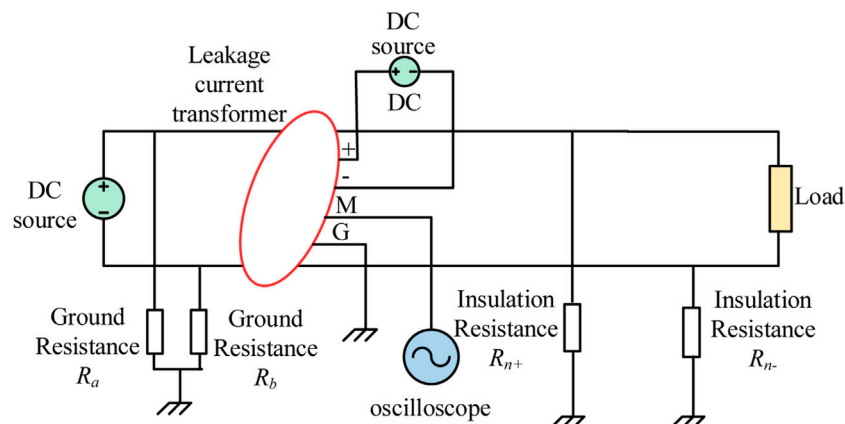 DC
source
Leakage
current
transformer
+ -
DC
+
-
M
G
+
−
DC
source
Load
Ground
Resistance
Ra
Ground
Resistance
Rb
Insulation
Resistance
Rn+
Insulation
Resistance
Rn-
oscilloscope